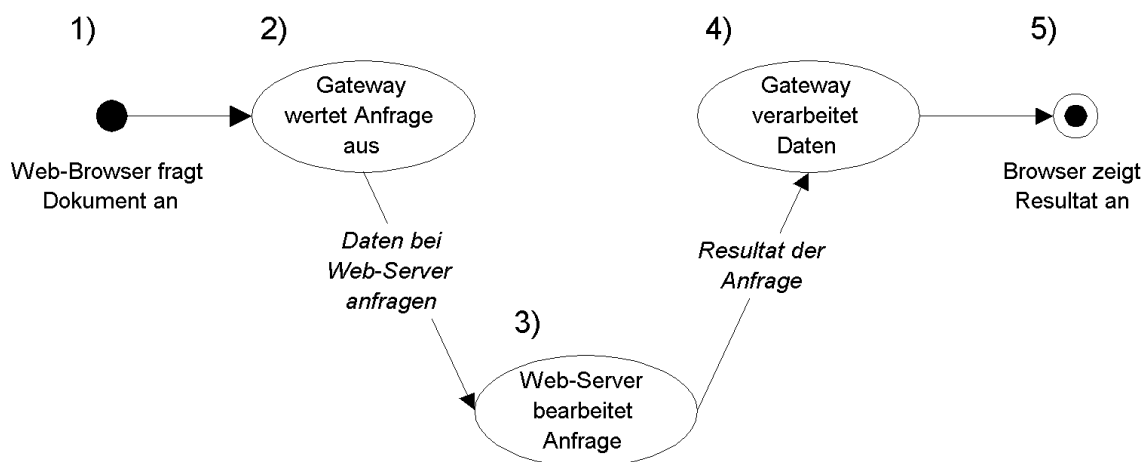 1)
Web-Browser fragt
Dokument an
2)
Gateway
wertet Anfrage
aus
Daten bei
Web-Server
anfragen
3)
Web-Server
bearbeitet
Anfrage
Resultat der
Anfrage
4)
Gateway
verarbeitet
Daten
5)
Browser zeigt
Resultat an